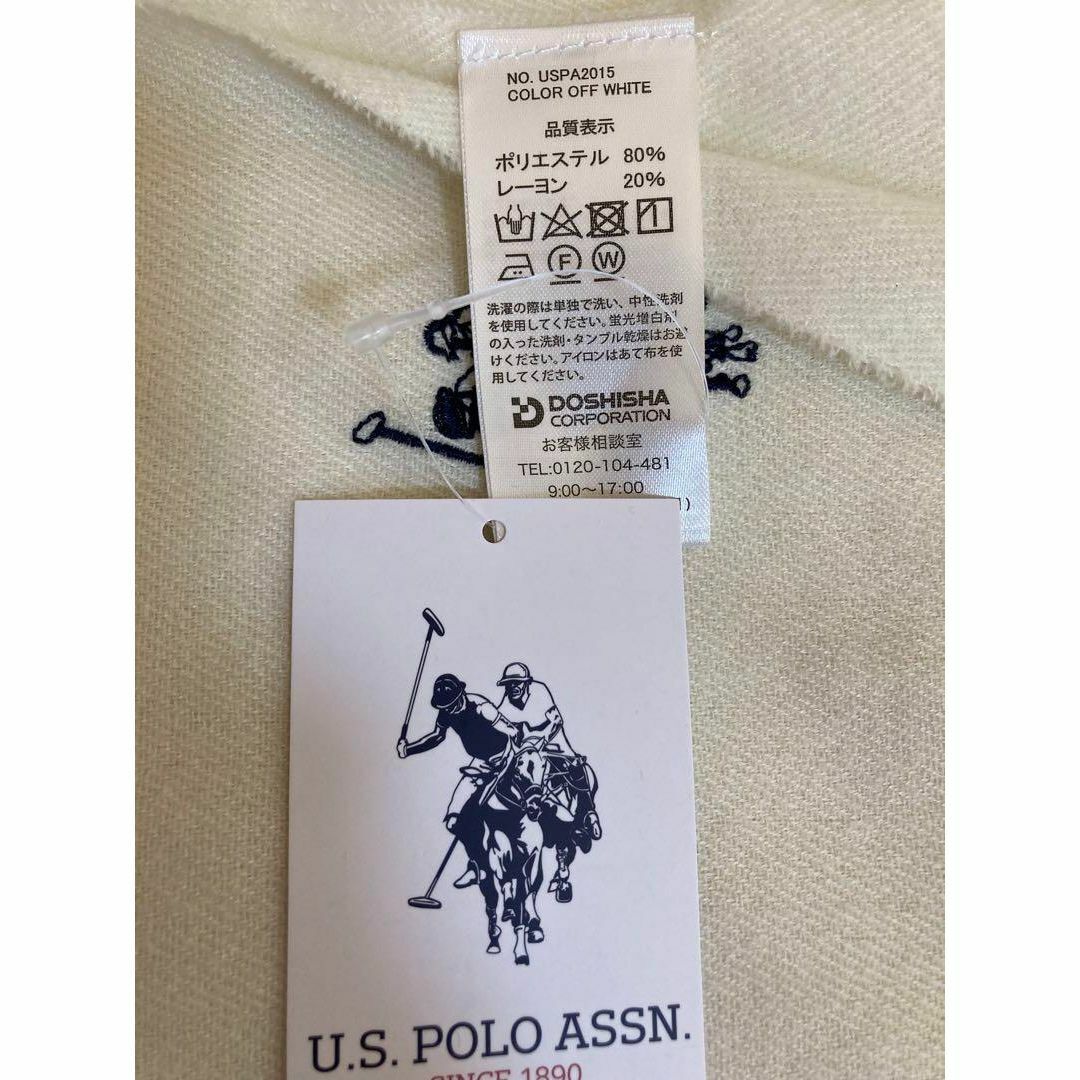 NO. USPA2015
COLOR OFF WHITE
品質表示
ポリエステル 80%
レーヨン 20%
F W
洗濯の際は単独で洗い、中性洗剤
を使用してください。蛍光増白剤
の入った洗剤・タンブル乾燥はお避
けください。アイロンはあて布を使
用してください。
DOSHISHA
CORPORATION
お客様相談室
TEL:0120-104-481
9:00〜17:00
U.S. POLO ASSN.
SINCE 1890